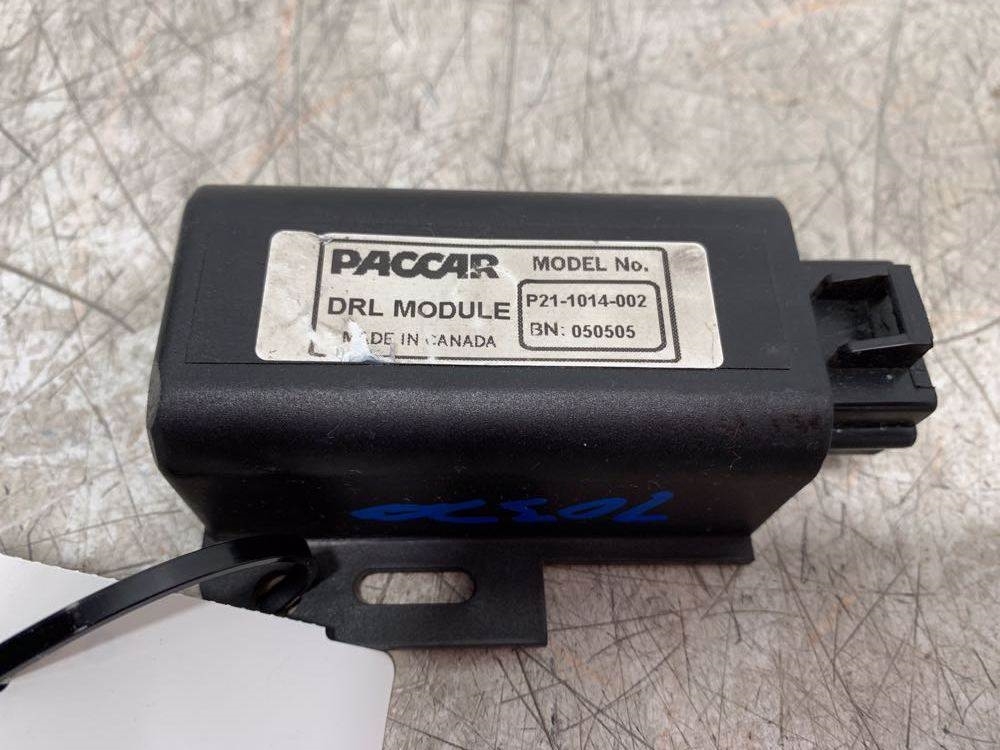 PACCAR
MODEL No.
DRL MODULE
P21-1014-002
MADE IN CANADA
BN: 050505